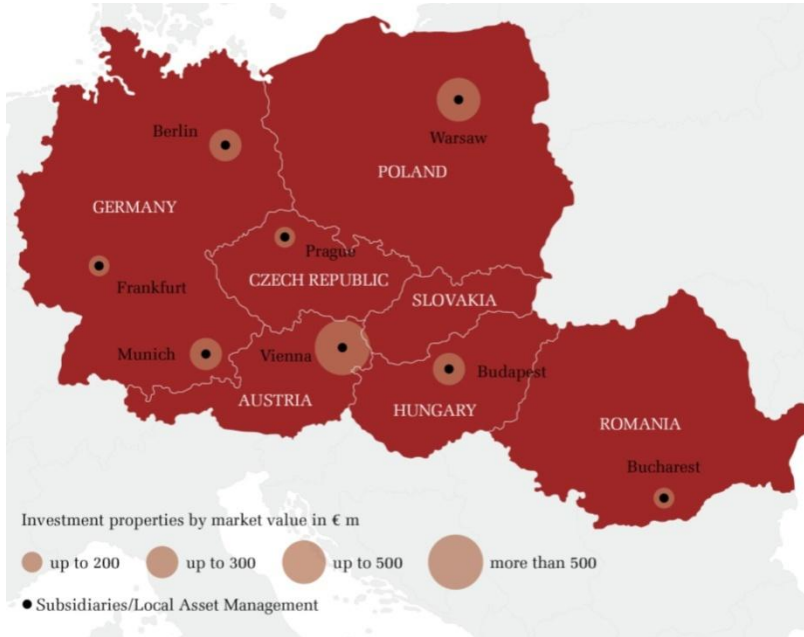 Berlin
Warsaw
POLAND
GERMANY
Prague
CZECH REPUBLIC
Frankfurt
SLOVAKIA
Munich
Vienna
Budapest
AUSTRIA
HUNGARY
ROMANIA
Bucharest
Investment properties by market value in € m
up to 200 up to 300 up to 500 more than 500
Subsidiaries/Local Asset Management